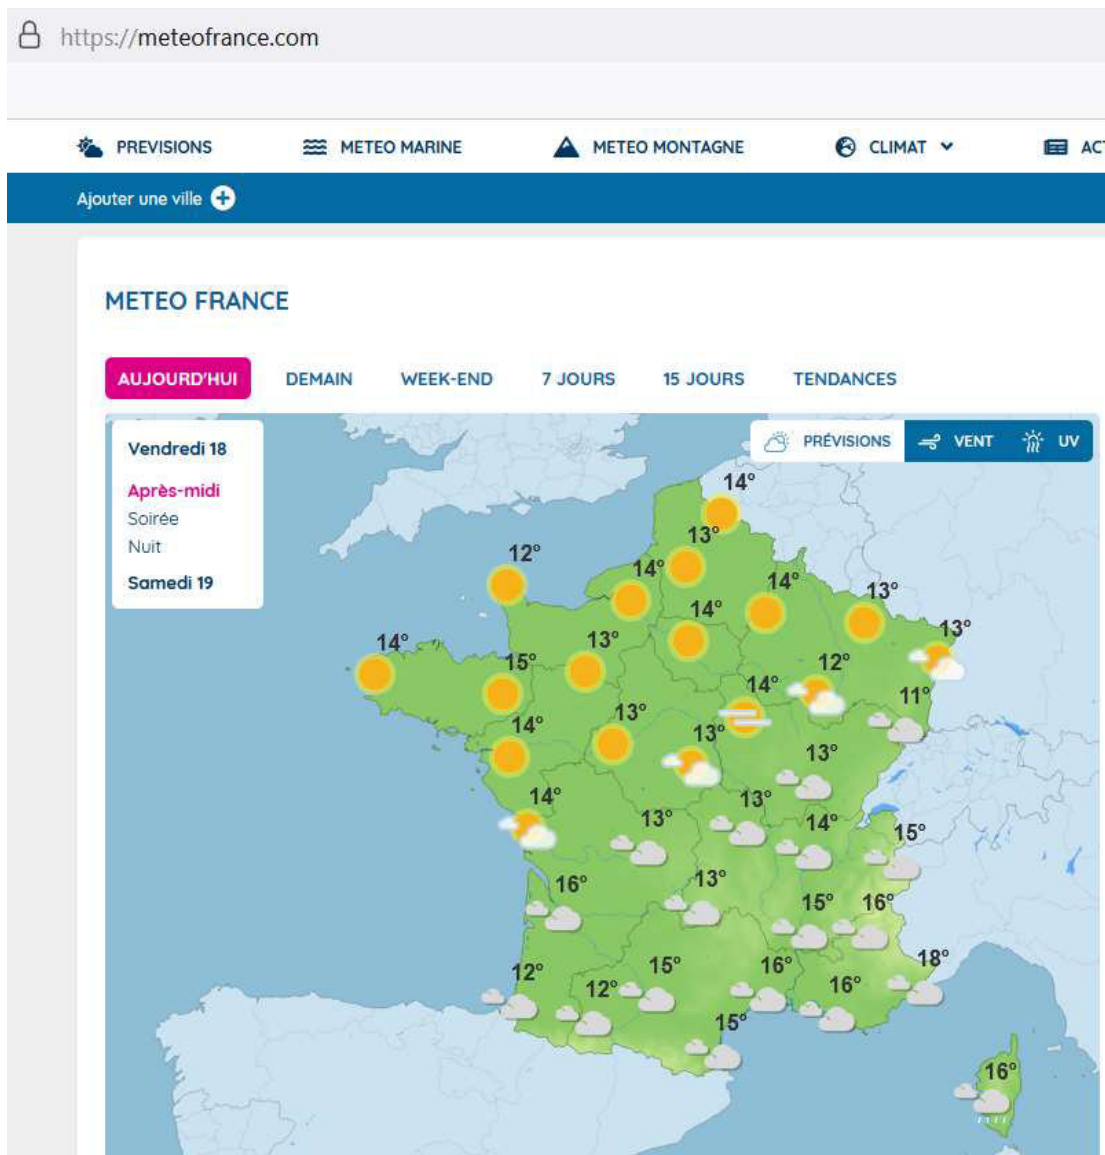 https://meteofrance.com
PREVISIONS METEO MARINE METEO MONTAGNE CLIMAT ACT
Ajouter une ville
METEO FRANCE
AUJOURD'HUI DEMAIN WEEK-END 7 JOURS 15 JOURS TENDANCES
Vendredi 18
Après-midi
Soirée
Nuit
Samedi 19
PRÉVISIONS VENT UV
14°
13°
12°
14° 14°
13°
14°
13°
14° 13°
15° 12°
14° 11°
13°
14° 13°
13°
14° 13°
13° 14°
15°
16° 13°
15° 16°
12° 15° 16° 18°
12° 16°
15°
16°